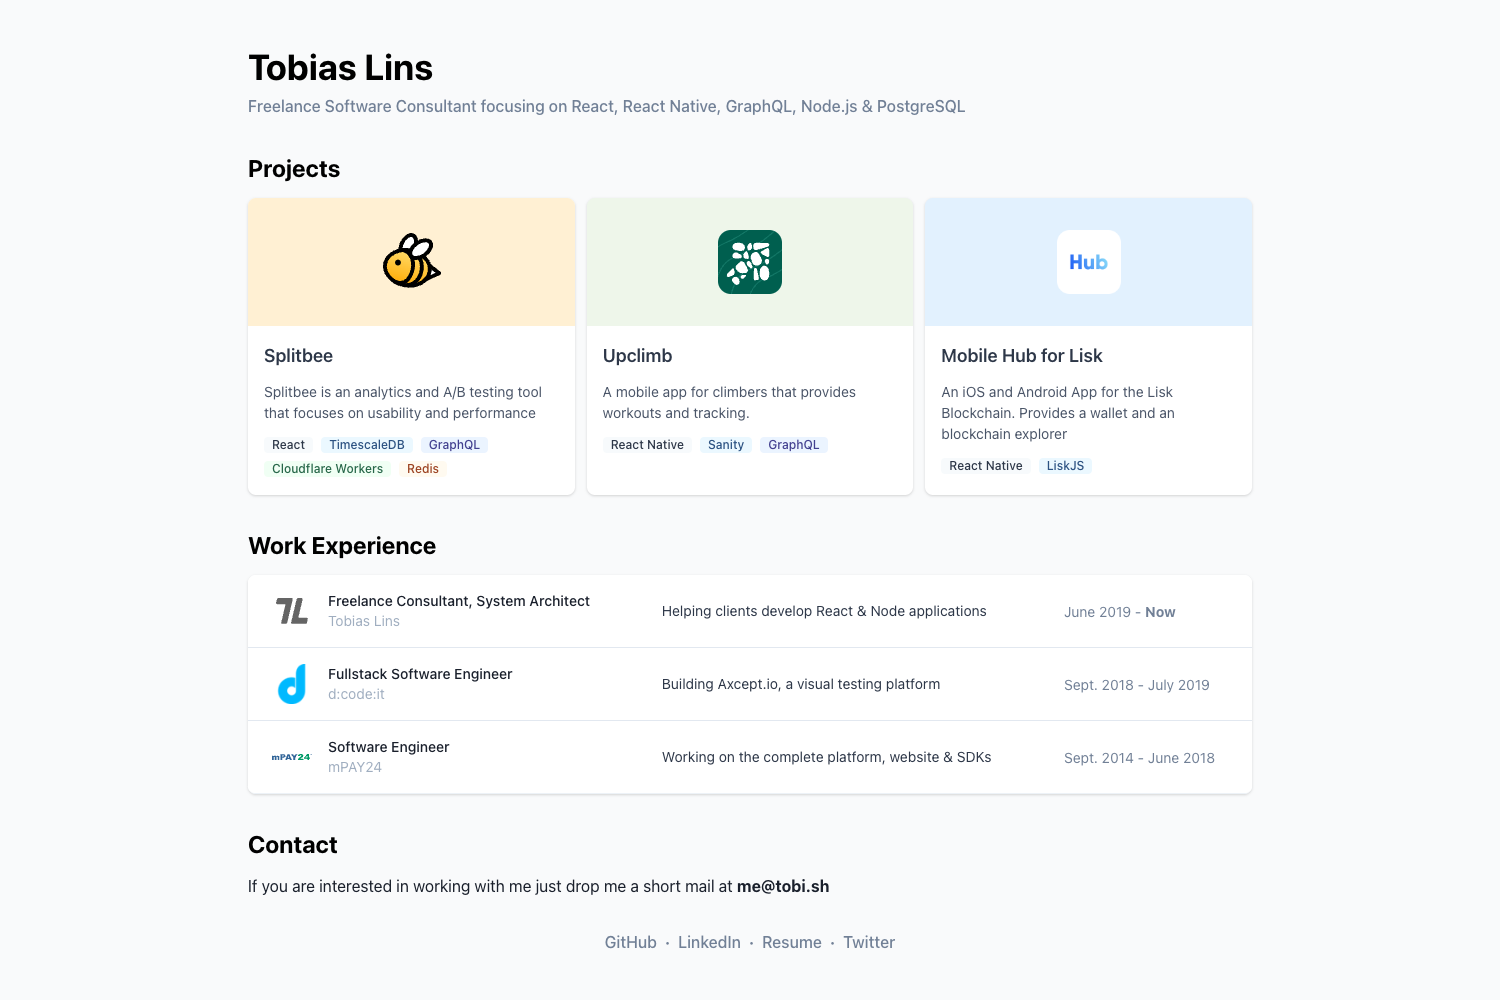 Tobias Lins
Freelance Software Consultant focusing on React, React Native, GraphQL, Node.js & PostgreSQL
Projects
Hub
Splitbee
Splitbee is an analytics and A/B testing tool
that focuses on usability and performance
React TimescaleDB GraphQL
Cloudflare Workers Redis
Upclimb
A mobile app for climbers that provides
workouts and tracking.
React Native Sanity GraphQL
Mobile Hub for Lisk
An iOS and Android App for the Lisk
Blockchain. Provides a wallet and an
blockchain explorer
React Native LiskJS
Work Experience
TL
Freelance Consultant, System Architect
Tobias Lins
Helping clients develop React & Node applications
June 2019 - Now
d
Fullstack Software Engineer
d:code:it
Building Axcept.io, a visual testing platform
Sept. 2018 - July 2019
mPAY24
Software Engineer
mPAY24
Working on the complete platform, website & SDKs
Sept. 2014 - June 2018
Contact
If you are interested in working with me just drop me a short mail at me@tobi.sh
GitHub · LinkedIn · Resume · Twitter